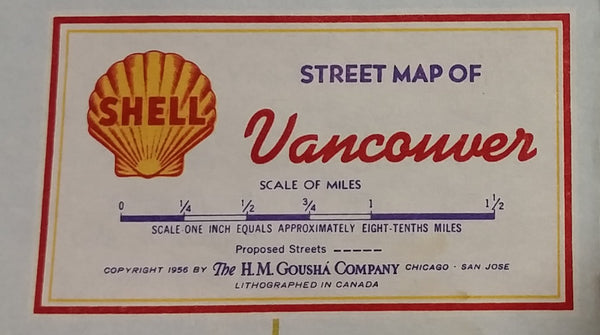 SHELL
STREET MAP OF
Vancouver
SCALE OF MILES
0 1/4 1/2 3/4 1 1 1/2
SCALE-ONE INCH EQUALS APPROXIMATELY EIGHT-TENTHS MILES
Proposed Streets -----
COPYRIGHT 1956 BY The H.M. GOUSHÁ COMPANY CHICAGO · SAN JOSE
LITHOGRAPHED IN CANADA